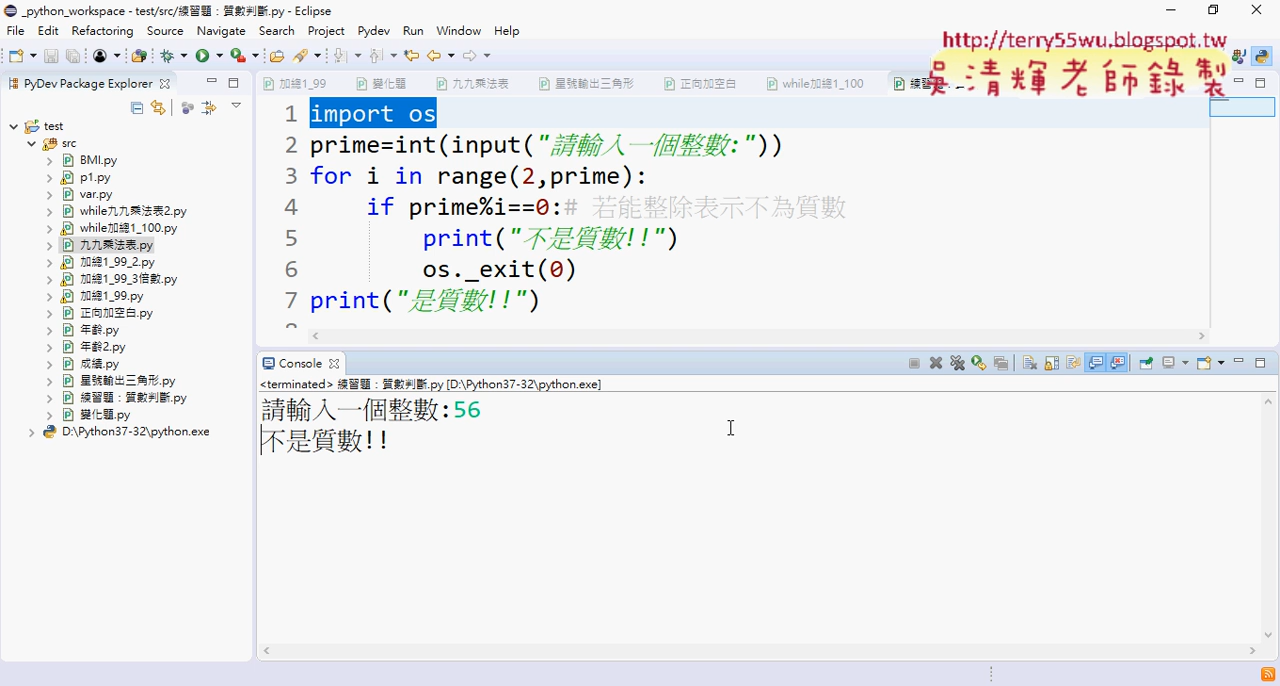 _python_workspace - test/src/練習題：質數判斷.py - Eclipse
File Edit Refactoring Source Navigate Search Project Pydev Run Window Help
http://terry55wu.blogspot.tw
吳清輝老師錄製
PyDev Package Explorer
加總1_99 變化題 九九乘法表 星號輸出三角形 正向加空白 while加總1_100
test
src
BMI.py
p1.py
var.py
while九九乘法表2.py
while加總1_100.py
九九乘法表.py
加總1_99_2.py
加總1_99_3倍數.py
加總1_99.py
正向加空白.py
年齡.py
年齡2.py
成績.py
星號輸出三角形.py
練習題：質數判斷.py
變化題.py
D:\Python37-32\python.exe
1 import os
2 prime=int(input("請輸入一個整數:"))
3 for i in range(2,prime):
4 if prime%i==0:# 若能整除表示不為質數
5 print("不是質數!!")
6 os._exit(0)
7 print("是質數!!")
Console
<terminated> 練習題：質數判斷.py [D:\Python37-32\python.exe]
請輸入一個整數:56
不是質數!!